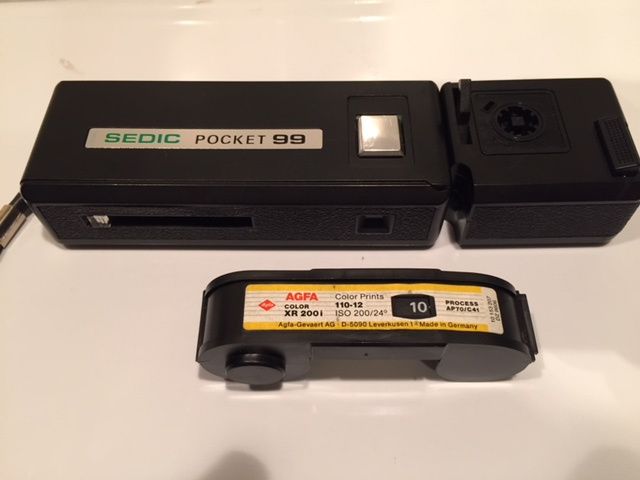 SEDIC POCKET 99
AGFA
COLOR
XR 200i
Color Prints
110-12
ISO 200/24°
10
PROCESS
AP70/C41
Agfa-Gevaert AG · D-5090 Leverkusen 1 · Made in Germany